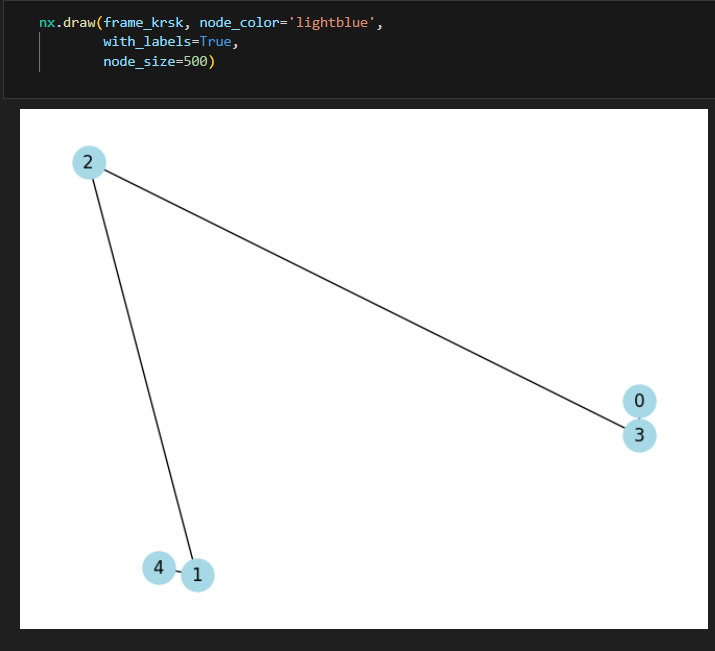 nx.draw(frame_krsk, node_color='lightblue',
with_labels=True,
node_size=500)
2
0
3
4
1